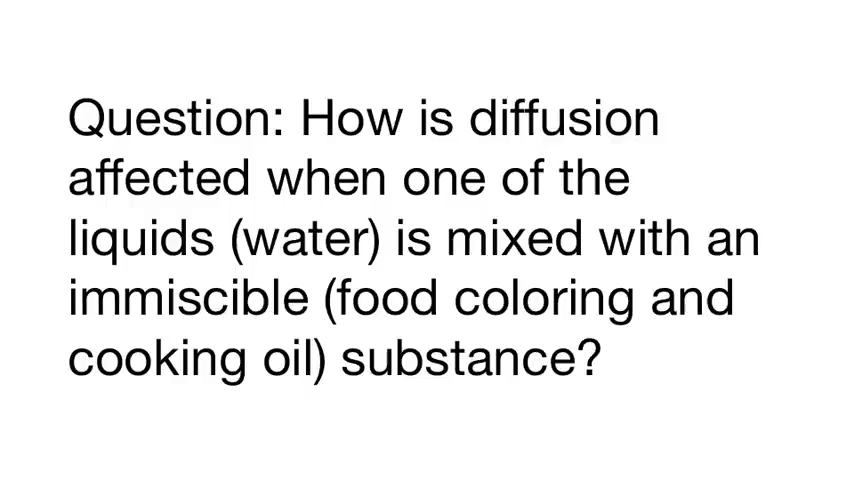 Question: How is diffusion
affected when one of the
liquids (water) is mixed with an
immiscible (food coloring and
cooking oil) substance?